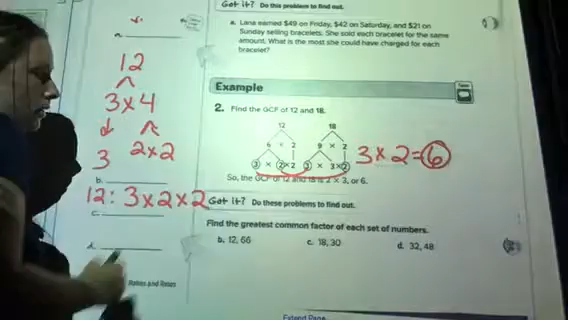 Got it? Do this problem to find out.
a. Lana earned $49 on Friday, $42 on Saturday, and $21 on
Sunday selling bracelets. She sold each bracelet for the same
amount. What is the most she could have charged for each
bracelet?
a.
12
3x4
3 2x2
b.
12: 3x2x2
c.
d.
Ratios and Rates
Example
2. Find the GCF of 12 and 18.
12 18
6 × 2 9 × 2
3 × 2 × 2 3 × 3 × 2
3 x 2 = 6
So, the GCF of 12 and 18 is 2 × 3, or 6.
Got it? Do these problems to find out.
Find the greatest common factor of each set of numbers.
b. 12, 66 c. 18, 30 d. 32, 48
Extend Page